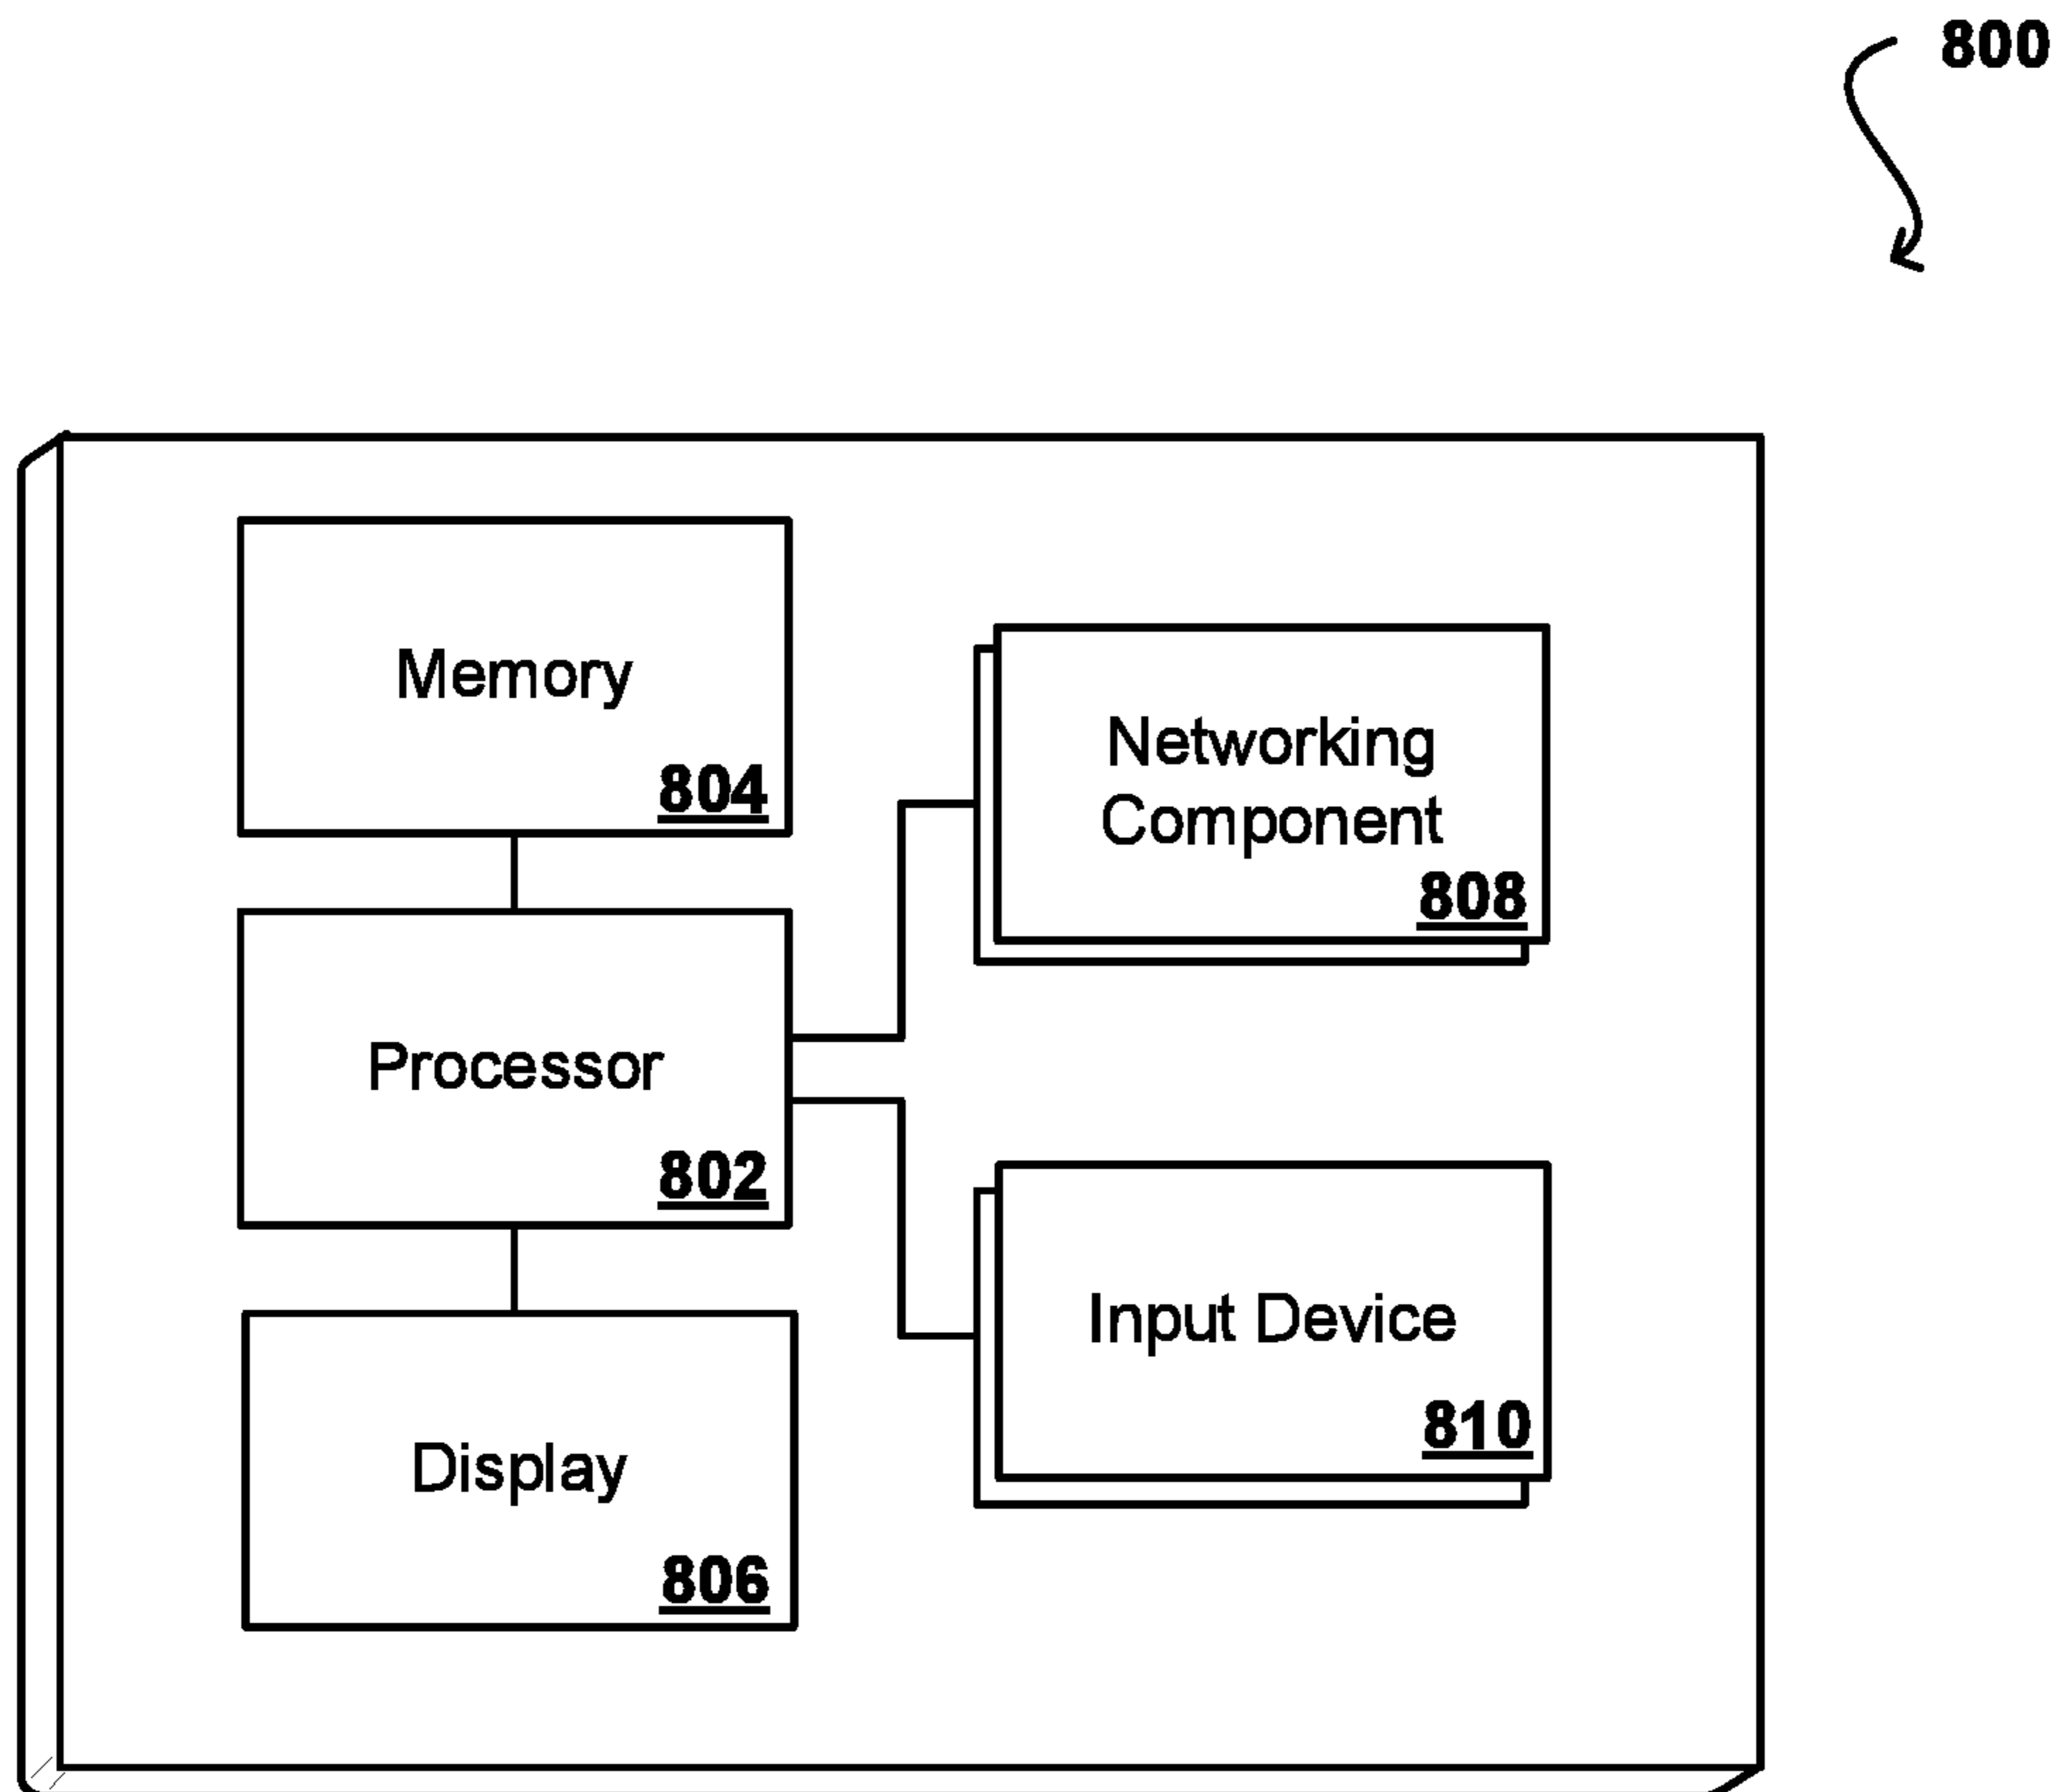 800
Memory
804
Networking
Component
808
Processor
802
Input Device
810
Display
806